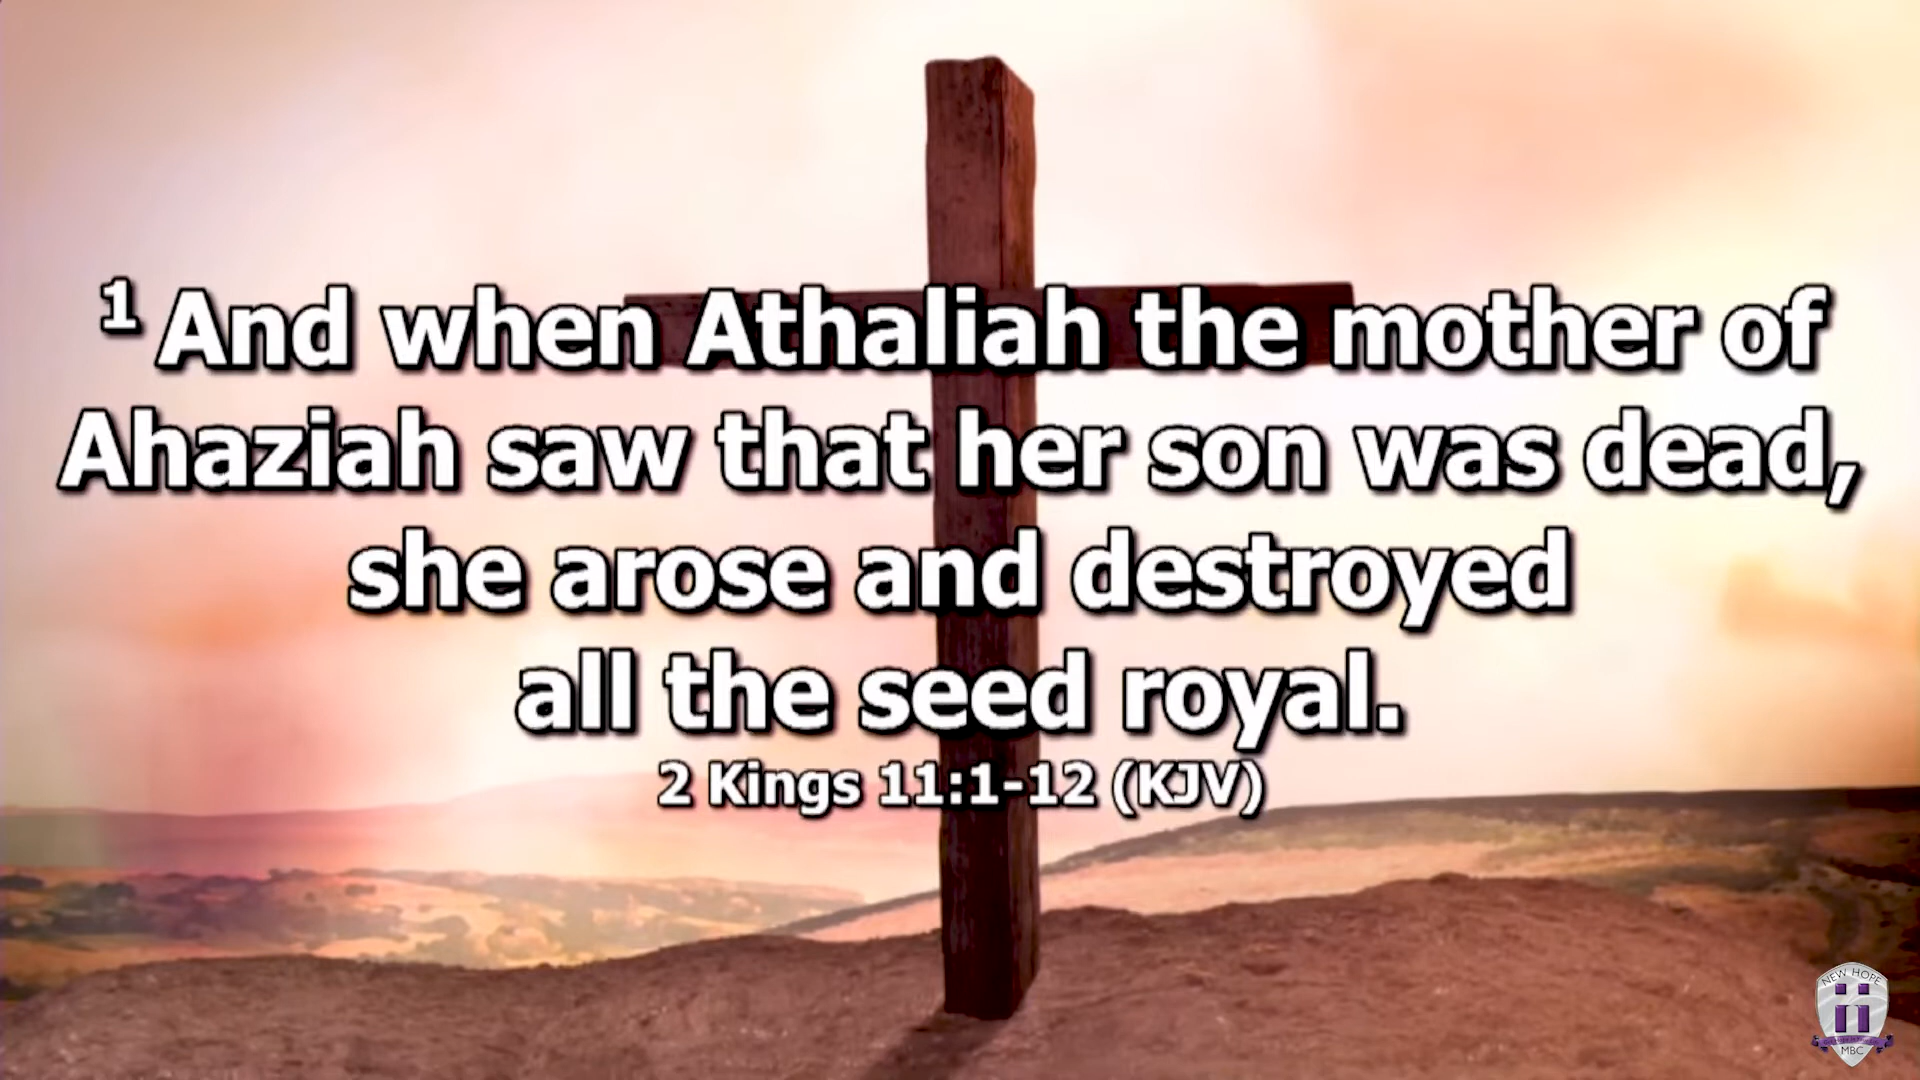 1 And when Athaliah the mother of
Ahaziah saw that her son was dead,
she arose and destroyed
all the seed royal.
2 Kings 11:1-12 (KJV)
NEW HOPE
MBC